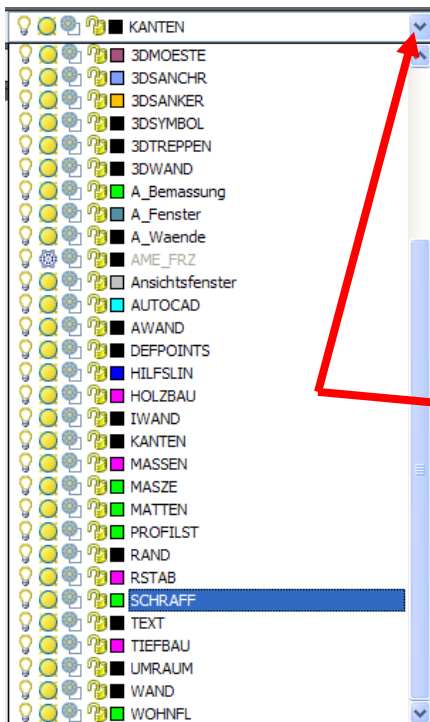 KANTEN
3DMOESTE
3DSANCHR
3DSANKER
3DSYMBOL
3DTREPPEN
3DWAND
A_Bemassung
A_Fenster
A_Waende
AME_FRZ
Ansichtsfenster
AUTOCAD
AWAND
DEFPOINTS
HILFSLIN
HOLZBAU
IWAND
KANTEN
MASSEN
MASZE
MATTEN
PROFILST
RAND
RSTAB
SCHRAFF
TEXT
TIEFBAU
UMRAUM
WAND
WOHNFL